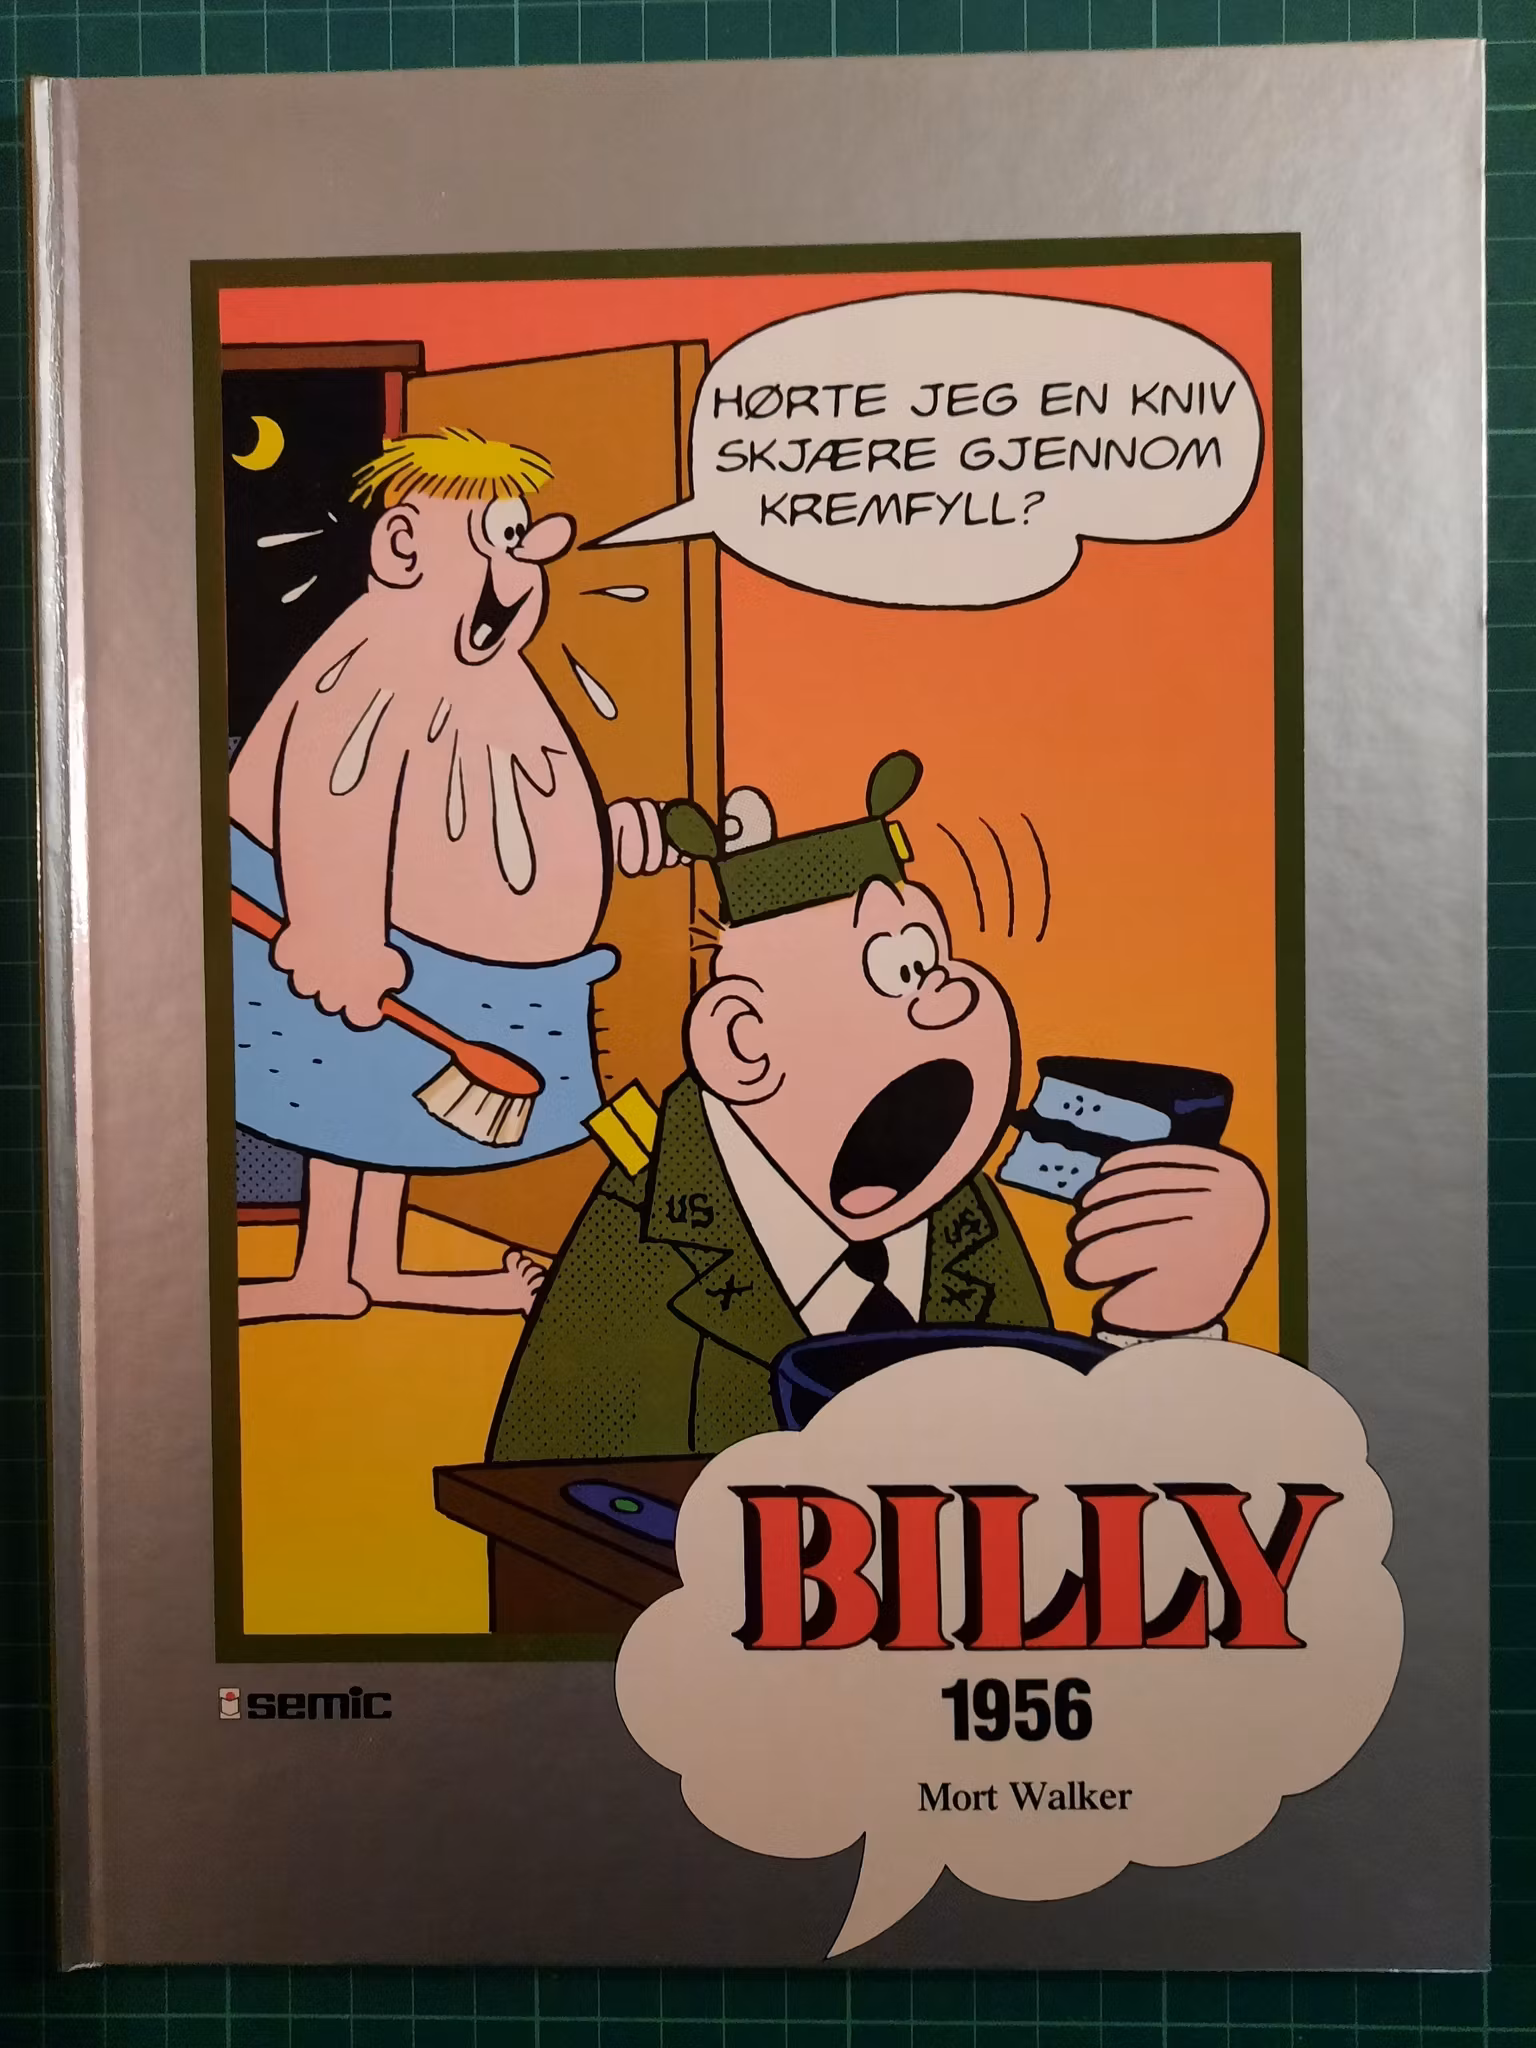 HØRTE JEG EN KNIV
SKJÆRE GJENNOM
KREMFYLL?
US
US
BILLY
1956
Mort Walker
semic